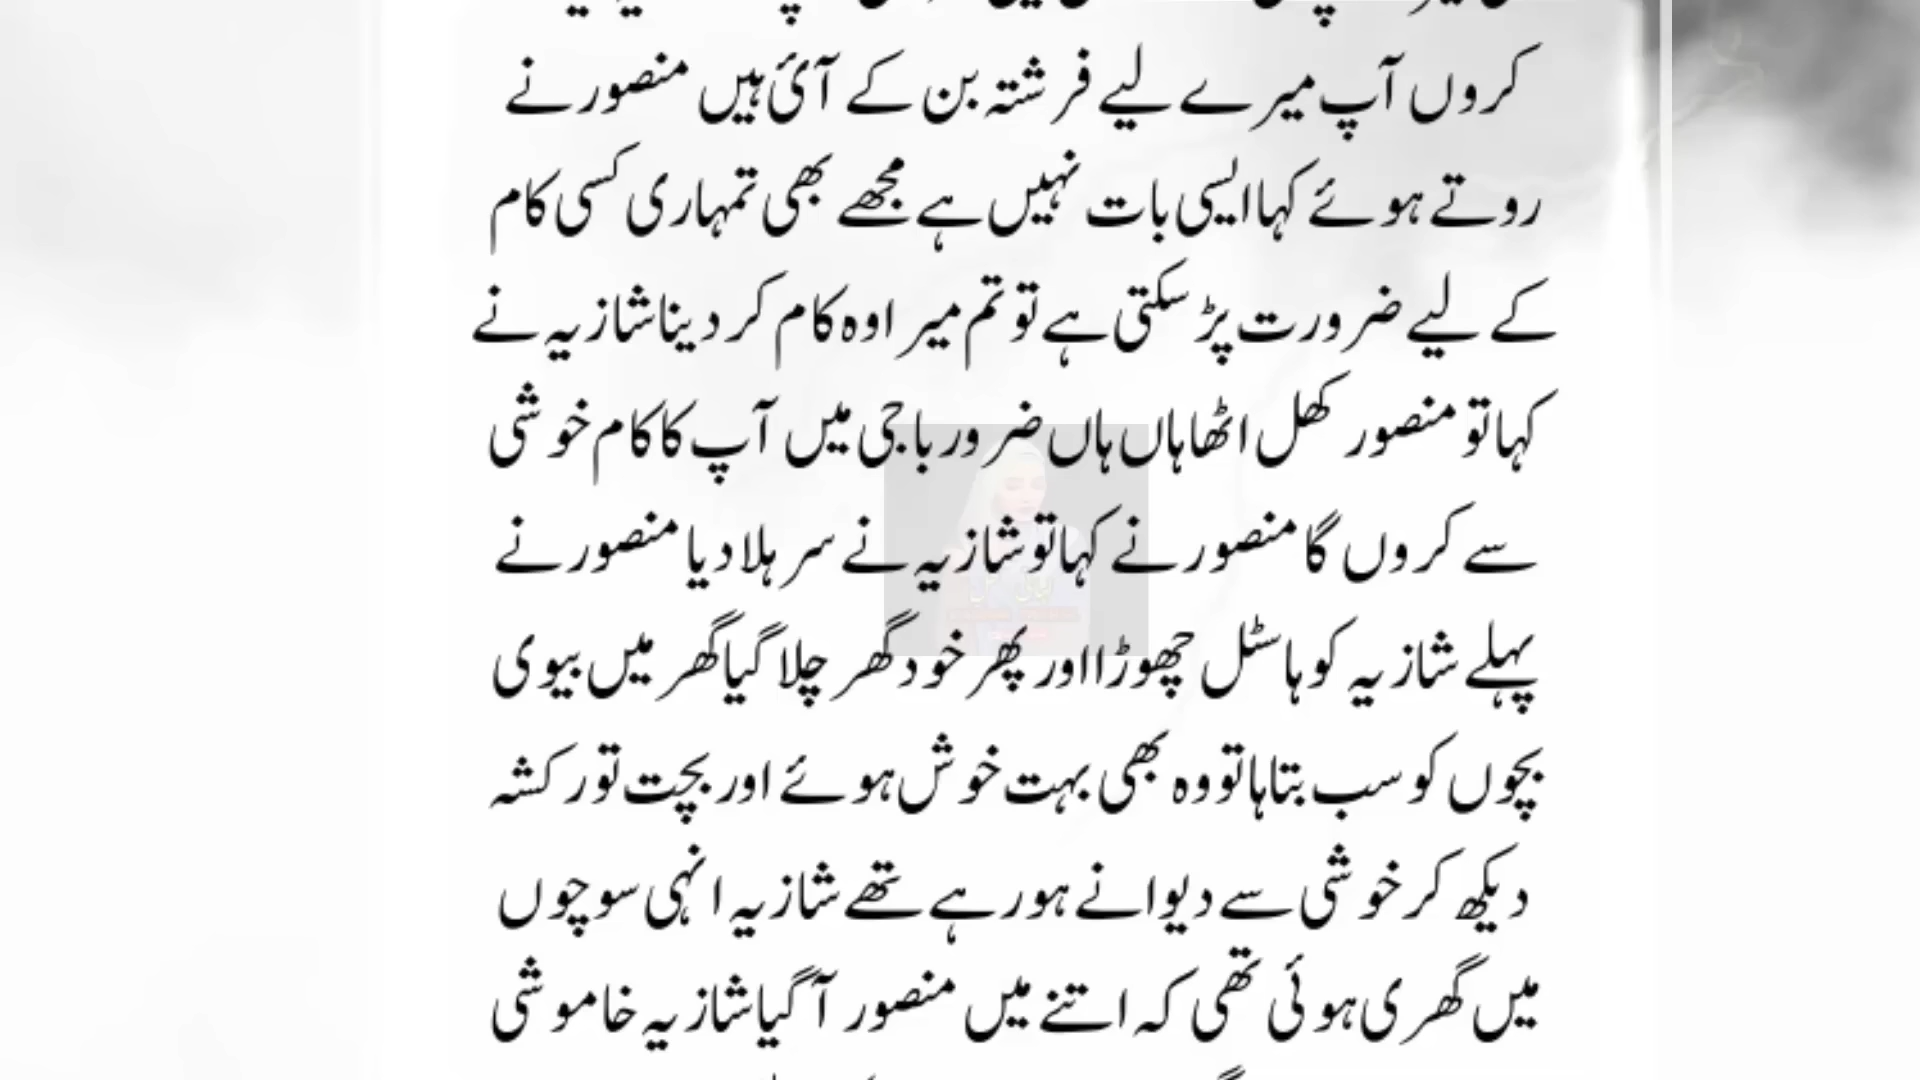 کروں آپ میرے لیے فرشتہ بن کے آئ ہیں منصور نے
روتے ہوئے کہا ایسی بات نہیں ہے مجھے بھی تمہاری کسی کام
کے لیے ضرورت پڑ سکتی ہے تو تم میرا وہ کام کر دینا شازیہ نے
کہا تو منصور کھل اٹھا ہاں ہاں ضرور باجی میں آپ کا کام خوشی
سے کروں گا منصور نے کہا تو شازیہ نے سر ہلا دیا منصور نے
پہلے شازیہ کو ہاسٹل چھوڑا اور پھر خود گھر چلا گیا گھر میں بیوی
بچوں کو سب بتاہا تو وہ بھی بہت خوش ہوئے اور بچت تو رکشہ
دیکھ کر خوشی سے دیوانے ہو رہے تھے شازیہ انہی سوچوں
میں گھری ہوئی تھی کہ اتنے میں منصور آ گیا شازیہ خاموشی